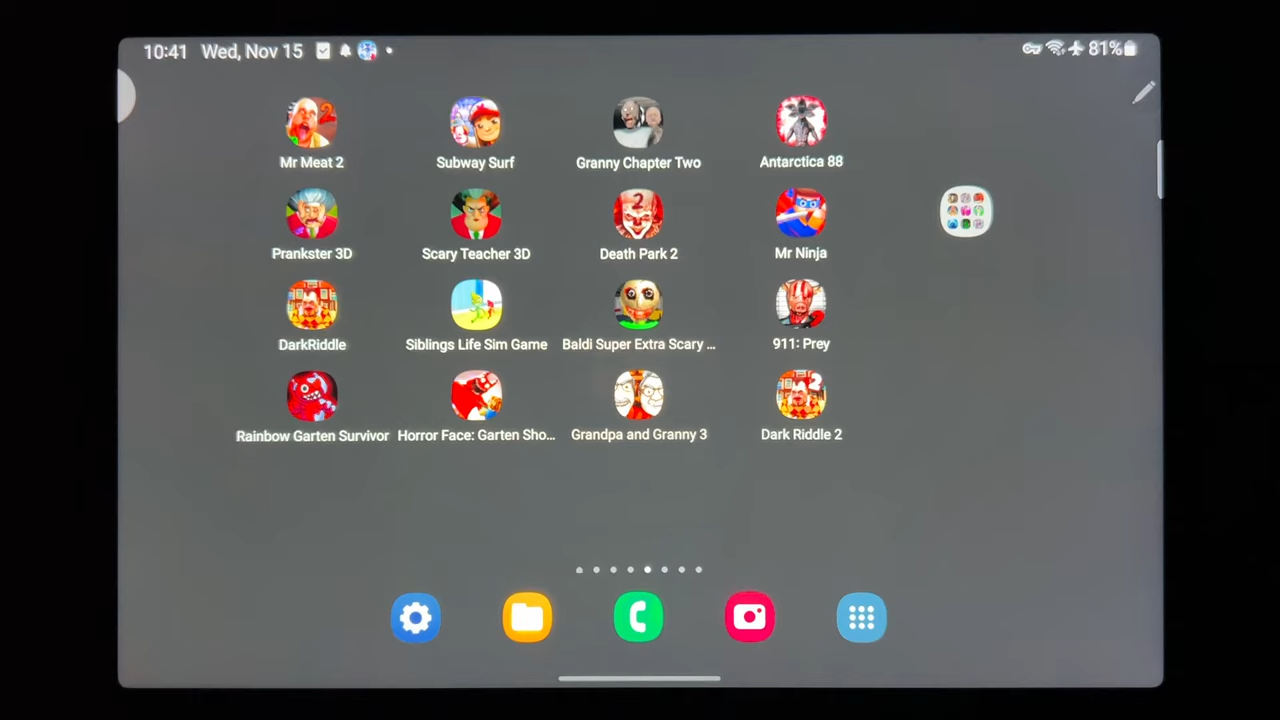 10:41 Wed, Nov 15 81%
Mr Meat 2 Subway Surf Granny Chapter Two Antarctica 88
Prankster 3D Scary Teacher 3D Death Park 2 Mr Ninja
DarkRiddle Siblings Life Sim Game Baldi Super Extra Scary ... 911: Prey
Rainbow Garten Survivor Horror Face: Garten Sho... Grandpa and Granny 3 Dark Riddle 2